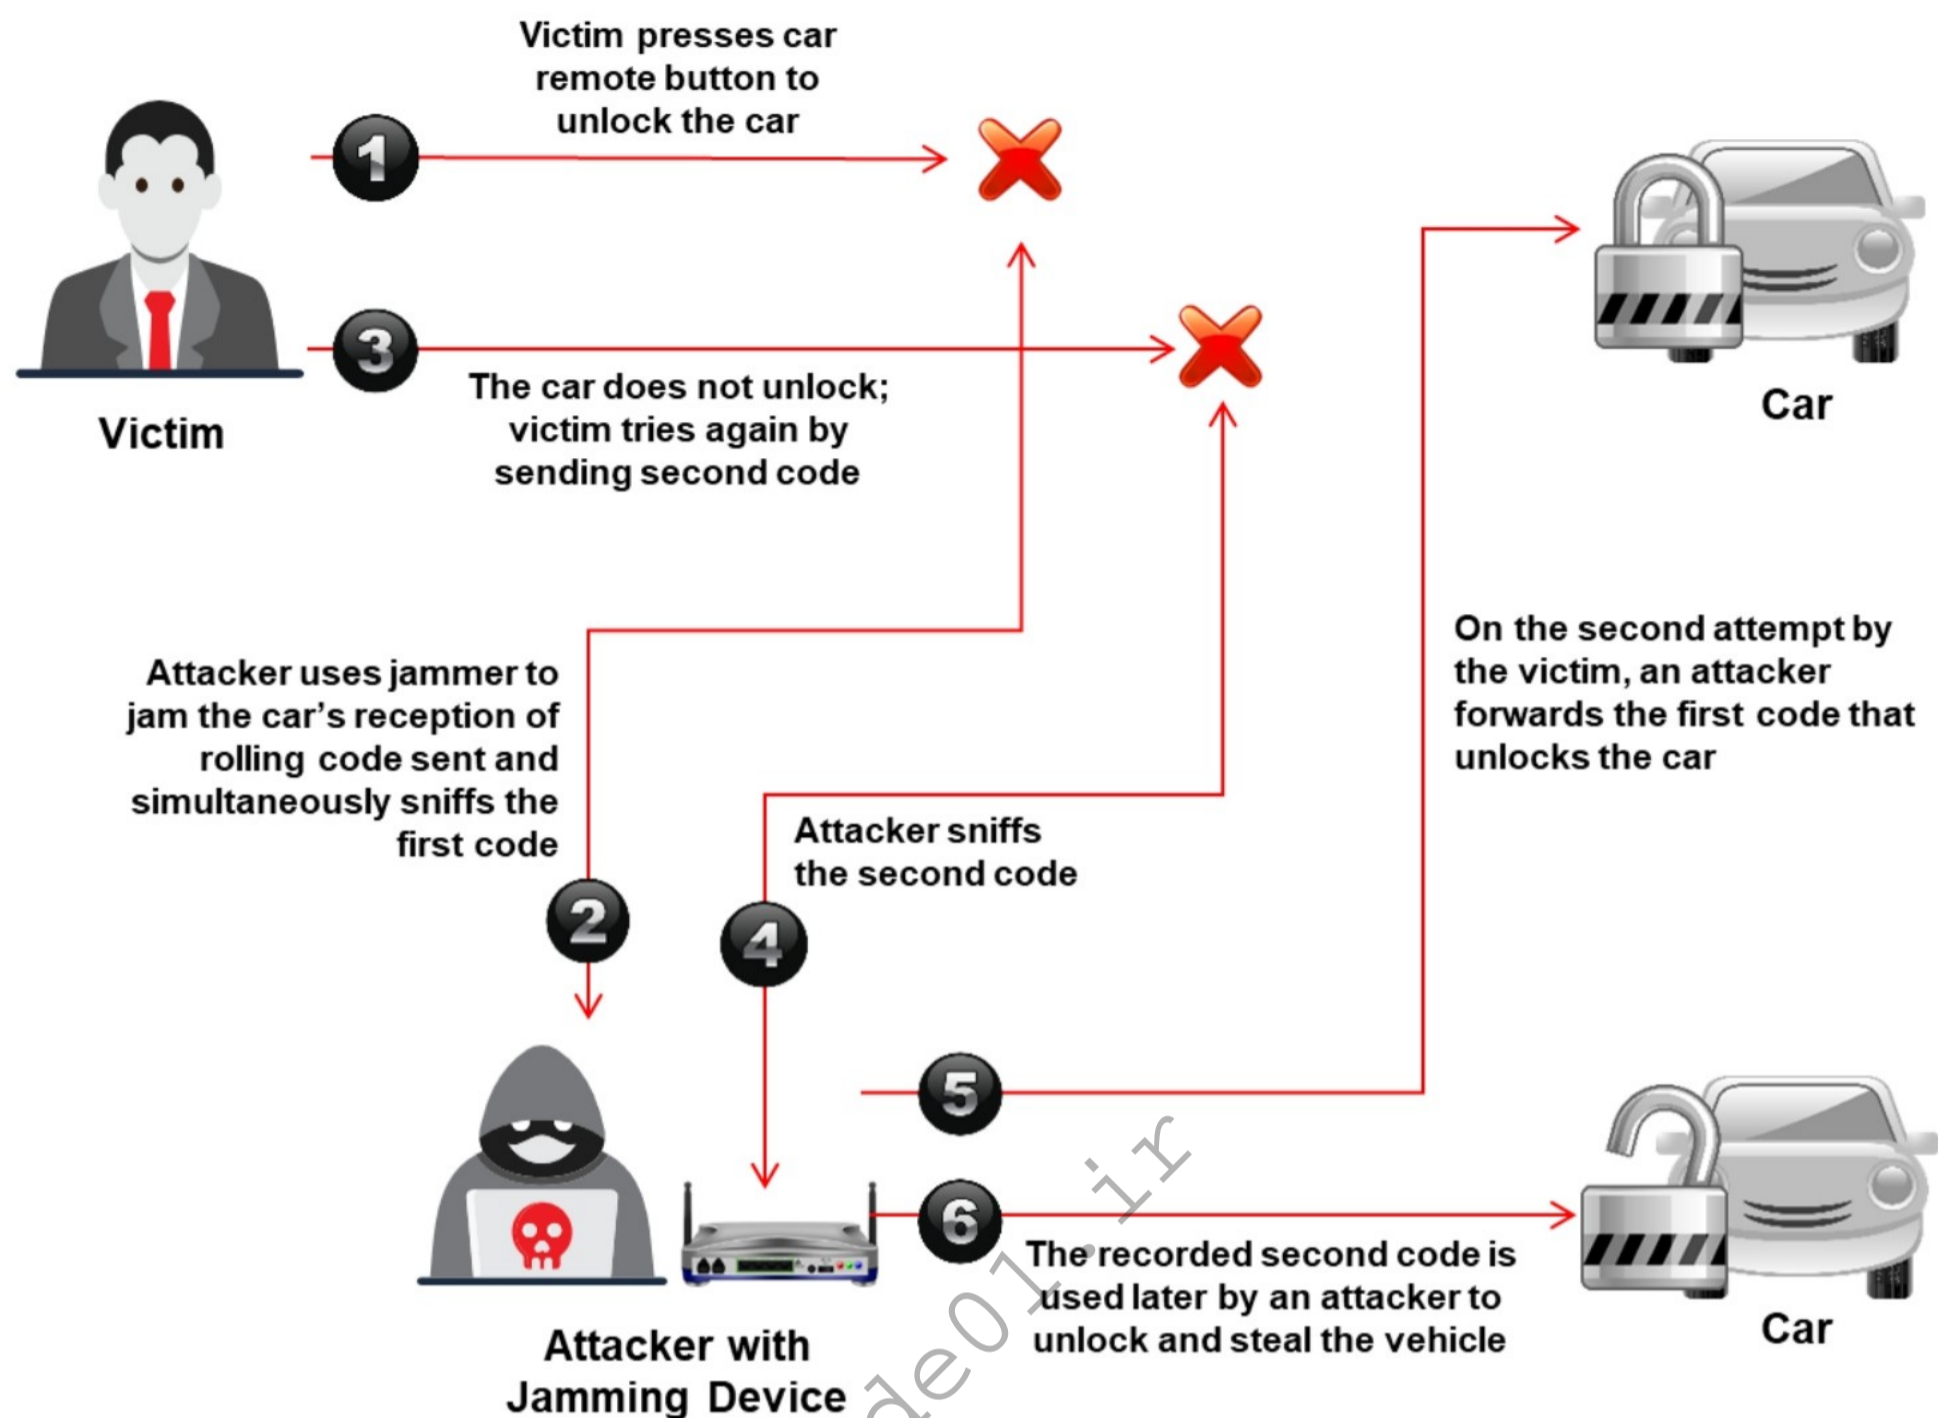 Victim presses car
remote button to
unlock the car
1
3
The car does not unlock;
victim tries again by
sending second code
Victim
Car
Attacker uses jammer to
jam the car's reception of
rolling code sent and
simultaneously sniffs the
first code
2
Attacker sniffs
the second code
4
On the second attempt by
the victim, an attacker
forwards the first code that
unlocks the car
5
6
The recorded second code is
used later by an attacker to
unlock and steal the vehicle
Car
Attacker with
Jamming Device
de01.ir